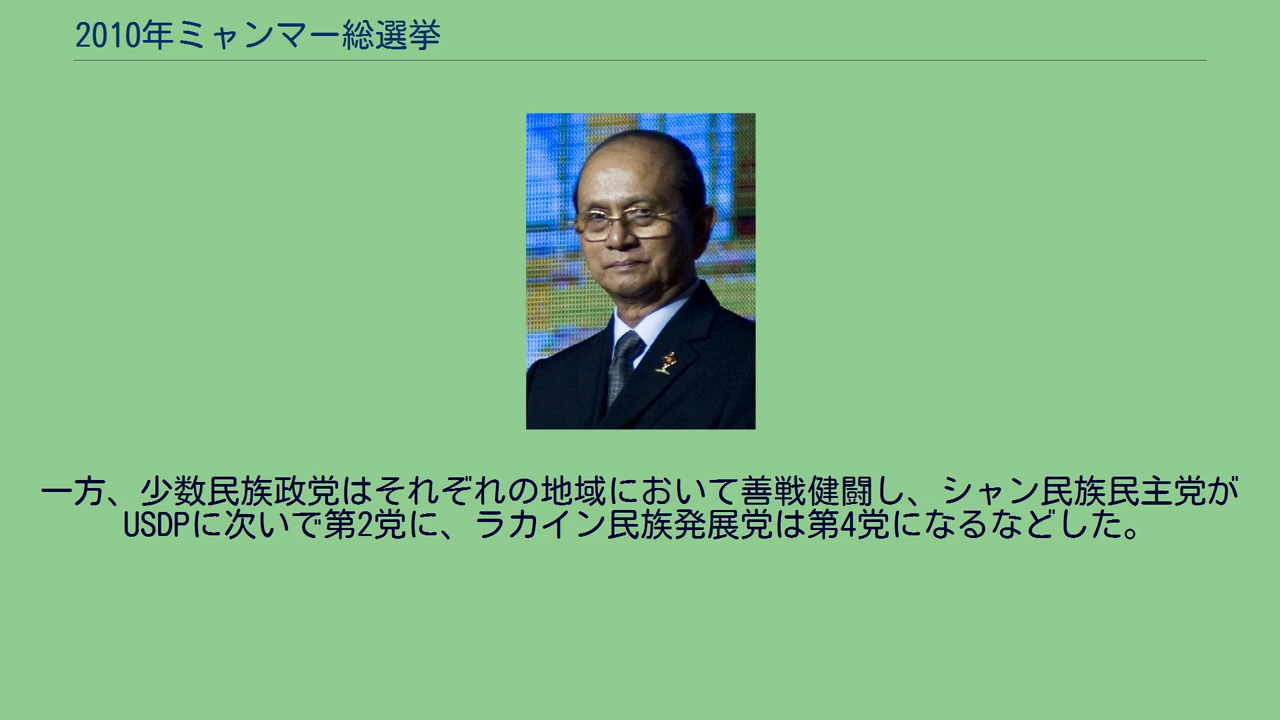 2010年ミャンマー総選挙
一方、少数民族政党はそれぞれの地域において善戦健闘し、シャン民族民主党が
USDPに次いで第2党に、ラカイン民族発展党は第4党になるなどした。